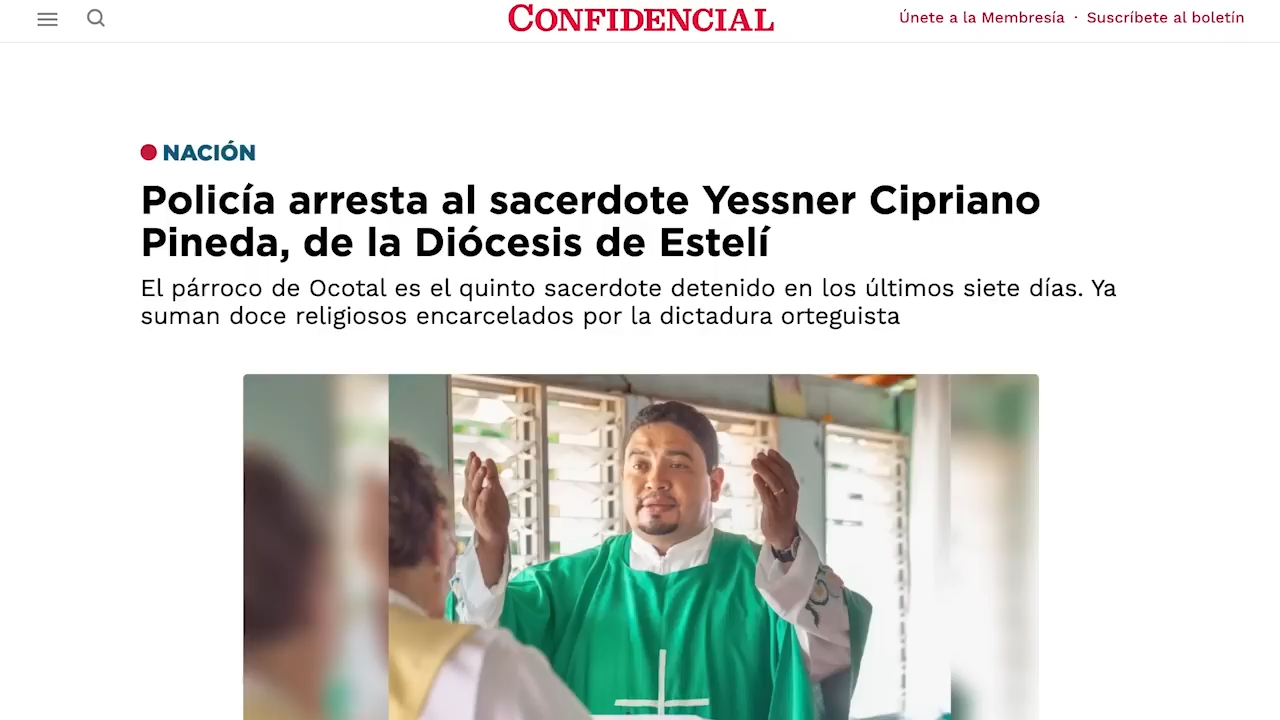 CONFIDENCIAL
Únete a la Membresía · Suscríbete al boletín
NACIÓN
Policía arresta al sacerdote Yessner Cipriano
Pineda, de la Diócesis de Estelí
El párroco de Ocotal es el quinto sacerdote detenido en los últimos siete días. Ya
suman doce religiosos encarcelados por la dictadura orteguista